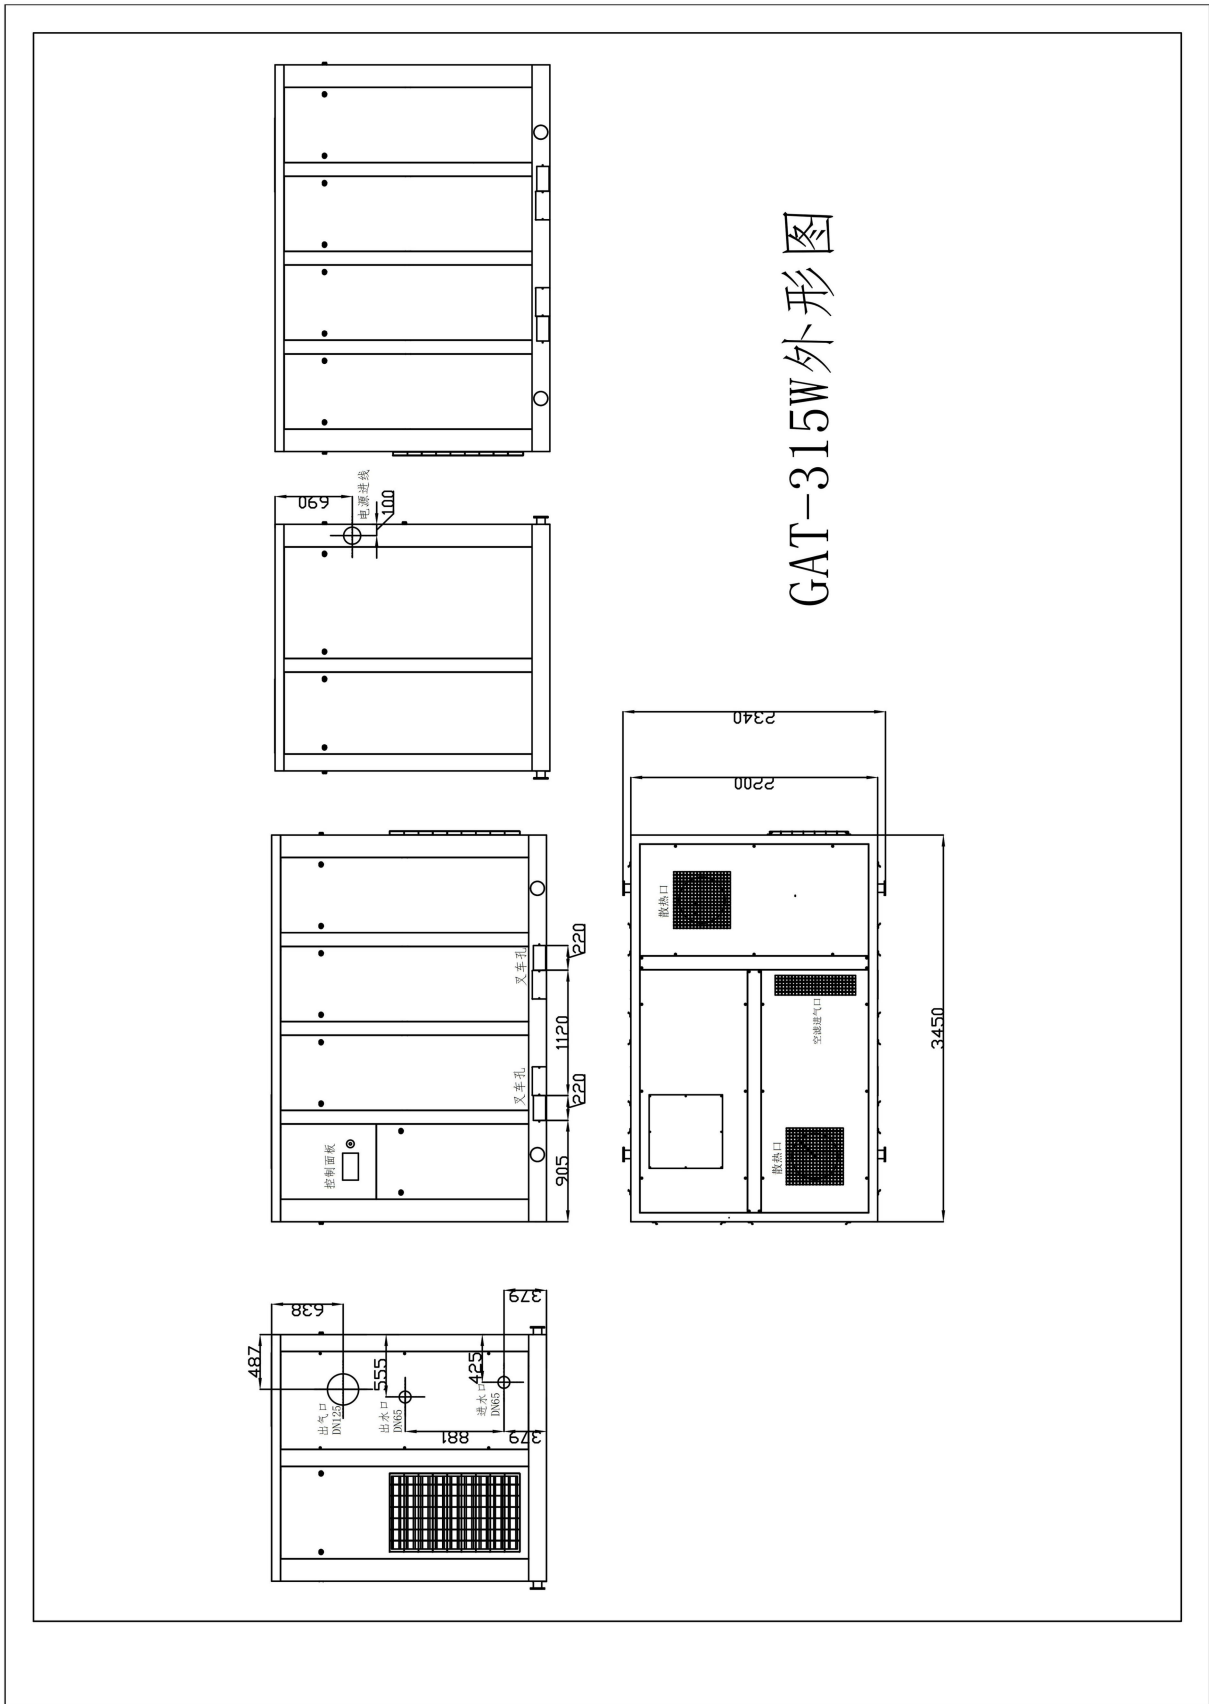 638
487
出气口
DN125
555
出水口
DN65
425
进水口
DN65
379
881
379
控制面板
905
叉车孔
220
1120
叉车孔
220
690
电源进线
100
散热口
空滤进气口
散热口
3450
2200
2340
GAT-315W外形图